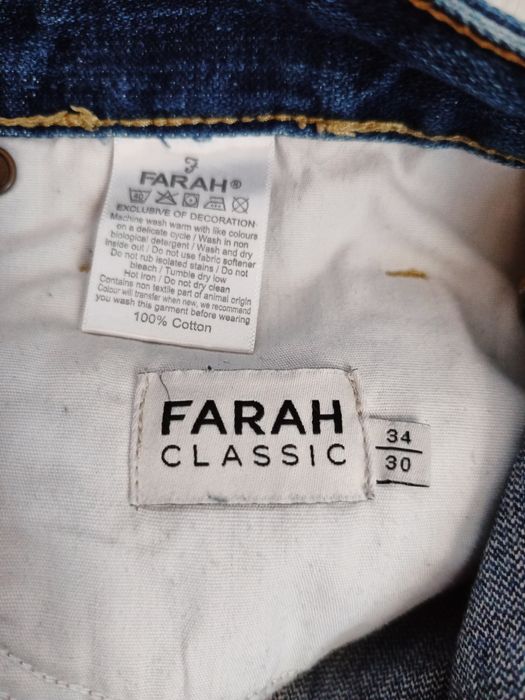 FARAH®
40
EXCLUSIVE OF DECORATION
Machine wash warm with like colours
on a delicate cycle / Wash in non
biological detergent / Wash and dry
Inside out / Do not use fabric softener
Do not rub isolated stains / Do not
bleach / Tumble dry low
Hot Iron / Do not dry clean
Contains non textile part of animal origin
Colour will transfer when new, we recommend
you wash this garment before wearing
100% Cotton
FARAH
CLASSIC
34
30